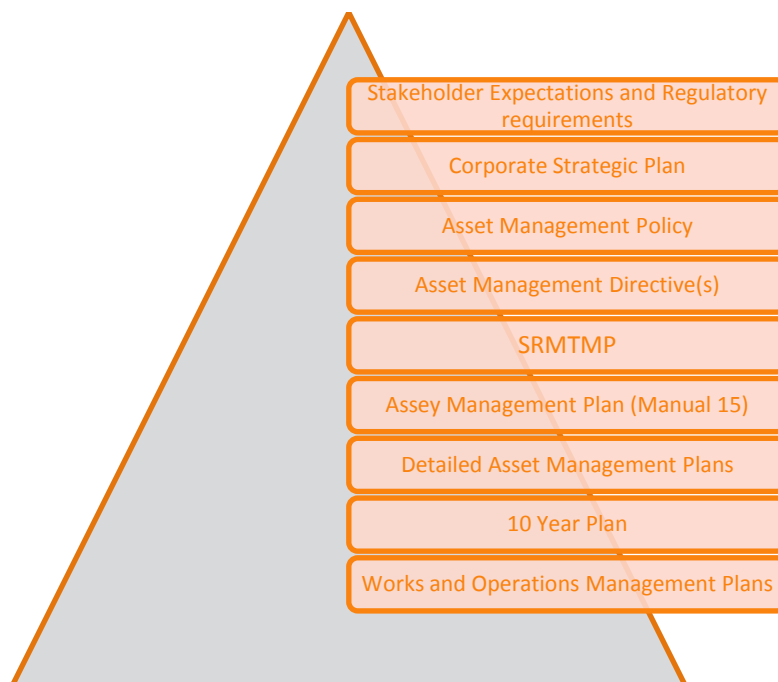 Stakeholder Expectations and Regulatory
requirements
Corporate Strategic Plan
Asset Management Policy
Asset Management Directive(s)
SRMTMP
Assey Management Plan (Manual 15)
Detailed Asset Management Plans
10 Year Plan
Works and Operations Management Plans